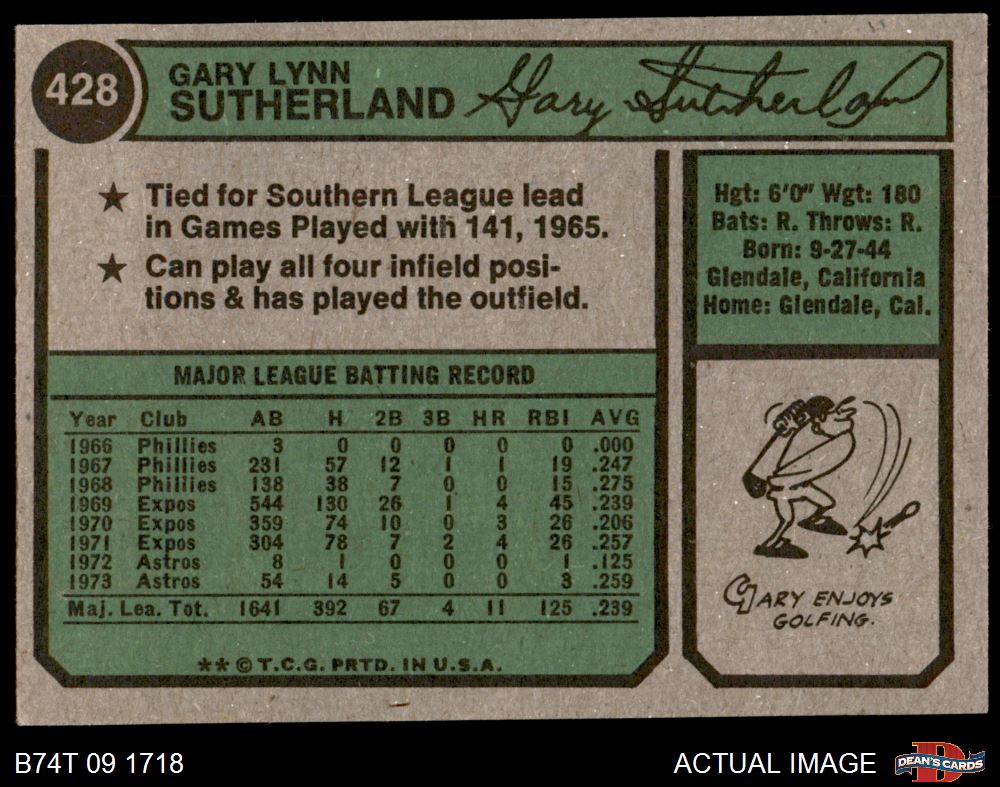 428
GARY LYNN
SUTHERLAND
Gary Sutherland
★ Tied for Southern League lead
in Games Played with 141, 1965.
★ Can play all four infield posi-
tions & has played the outfield.
Hgt: 6'0" Wgt: 180
Bats: R. Throws: R.
Born: 9-27-44
Glendale, California
Home: Glendale, Cal.
MAJOR LEAGUE BATTING RECORD
Year Club AB H 2B 3B HR RBI AVG
1966 Phillies 3 0 0 0 0 0 .000
1967 Phillies 231 57 12 1 1 19 .247
1968 Phillies 138 38 7 0 0 15 .275
1969 Expos 544 130 26 1 4 45 .239
1970 Expos 359 74 10 0 3 26 .206
1971 Expos 304 78 7 2 4 26 .257
1972 Astros 8 1 0 0 0 1 .125
1973 Astros 54 14 5 0 0 3 .259
Maj. Lea. Tot. 1641 392 67 4 11 125 .239
** © T.C.G. PRTD. IN U.S.A.
GARY ENJOYS
GOLFING.
B74T 09 1718
ACTUAL IMAGE
D
DEAN'S CARDS